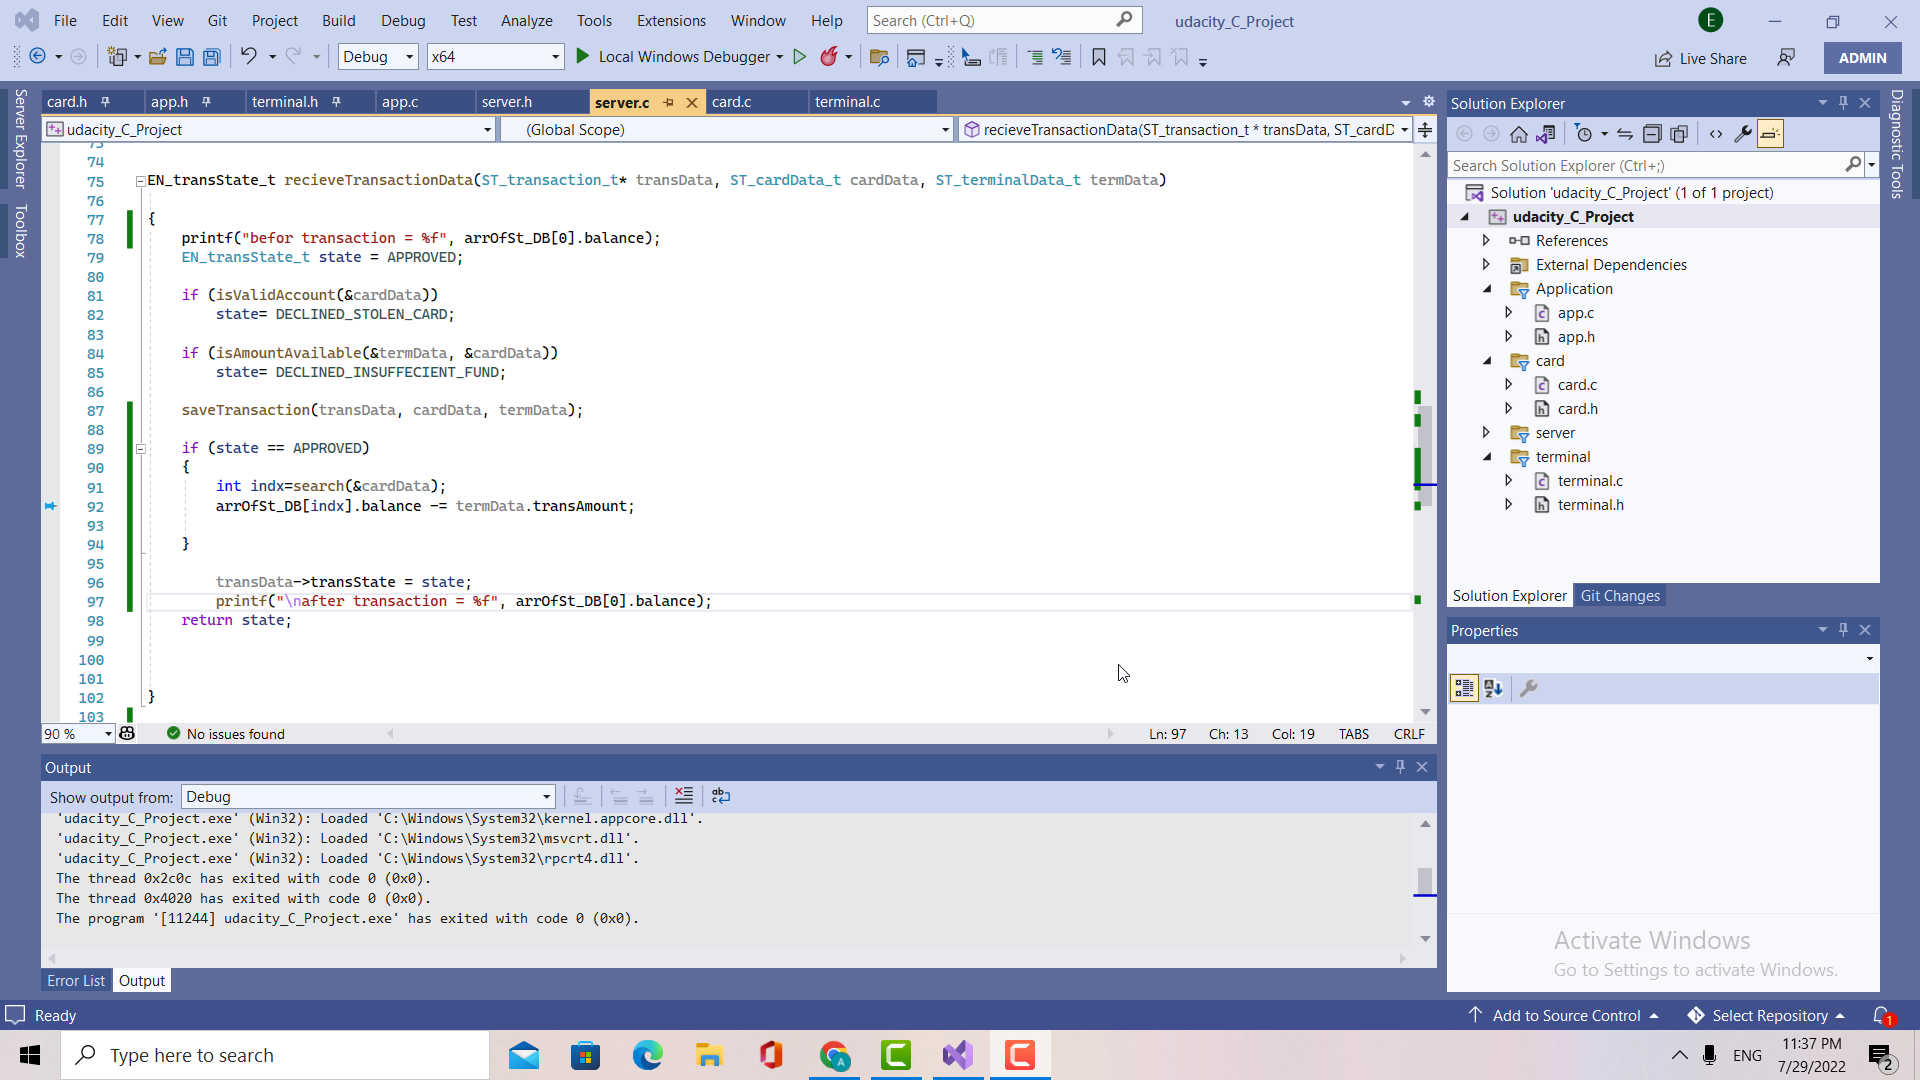 File Edit View Git Project Build Debug Test Analyze Tools Extensions Window Help Search (Ctrl+Q) udacity_C_Project E
Debug x64 Local Windows Debugger Live Share ADMIN
card.h app.h terminal.h app.c server.h server.c card.c terminal.c
udacity_C_Project (Global Scope) recieveTransactionData(ST_transaction_t * transData, ST_cardD
Server Explorer
Toolbox
73
74
75 EN_transState_t recieveTransactionData(ST_transaction_t* transData, ST_cardData_t cardData, ST_terminalData_t termData)
76
77 {
78 printf("befor transaction = %f", arrOfSt_DB[0].balance);
79 EN_transState_t state = APPROVED;
80
81 if (isValidAccount(&cardData))
82 state= DECLINED_STOLEN_CARD;
83
84 if (isAmountAvailable(&termData, &cardData))
85 state= DECLINED_INSUFFECIENT_FUND;
86
87 saveTransaction(transData, cardData, termData);
88
89 if (state == APPROVED)
90 {
91 int indx=search(&cardData);
92 arrOfSt_DB[indx].balance -= termData.transAmount;
93
94 }
95
96 transData->transState = state;
97 printf("\nafter transaction = %f", arrOfSt_DB[0].balance);
98 return state;
99
100
101
102 }
103
90 % No issues found Ln: 97 Ch: 13 Col: 19 TABS CRLF
Output
Show output from: Debug
'udacity_C_Project.exe' (Win32): Loaded 'C:\Windows\System32\kernel.appcore.dll'.
'udacity_C_Project.exe' (Win32): Loaded 'C:\Windows\System32\msvcrt.dll'.
'udacity_C_Project.exe' (Win32): Loaded 'C:\Windows\System32\rpcrt4.dll'.
The thread 0x2c0c has exited with code 0 (0x0).
The thread 0x4020 has exited with code 0 (0x0).
The program '[11244] udacity_C_Project.exe' has exited with code 0 (0x0).
Error List Output
Solution Explorer
Search Solution Explorer (Ctrl+;)
Solution 'udacity_C_Project' (1 of 1 project)
udacity_C_Project
References
External Dependencies
Application
app.c
app.h
card
card.c
card.h
server
terminal
terminal.c
terminal.h
Solution Explorer Git Changes
Properties
Activate Windows
Go to Settings to activate Windows.
Diagnostic Tools
Ready Add to Source Control Select Repository 1
Type here to search ENG 11:37 PM
7/29/2022 2